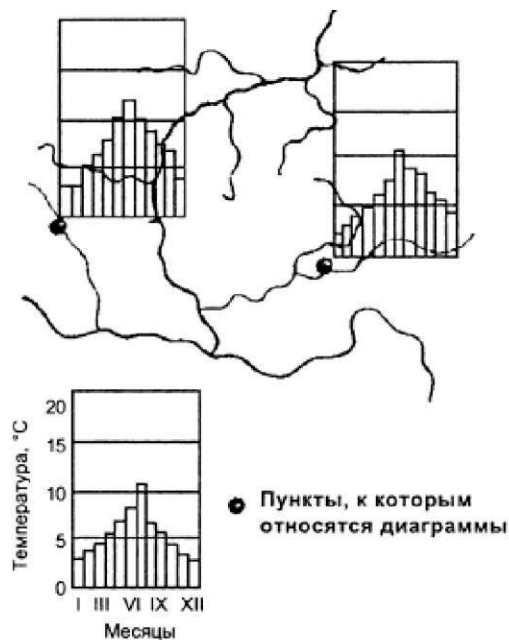 Температура, °С
20
15
10
5
0
I III VI IX XII
Месяцы
Пункты, к которым
относятся диаграммы